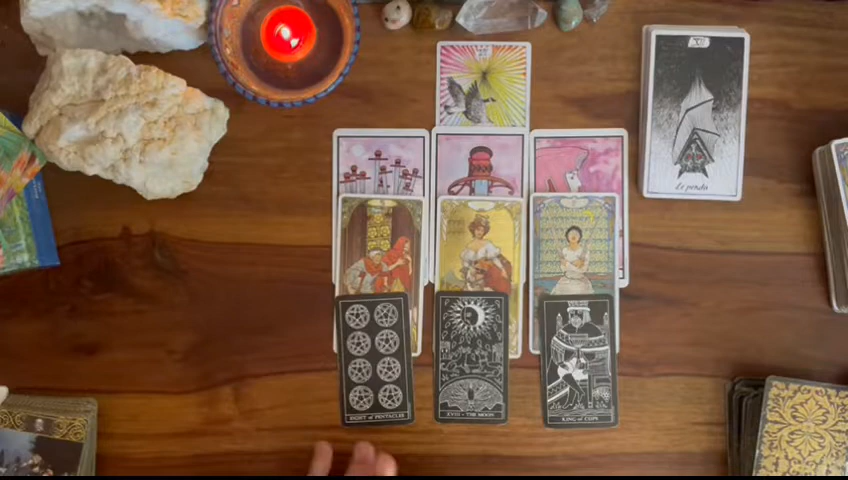 XII
Le pendu
EIGHT of PENTACLES
XVIII - THE MOON
KING of CUPS